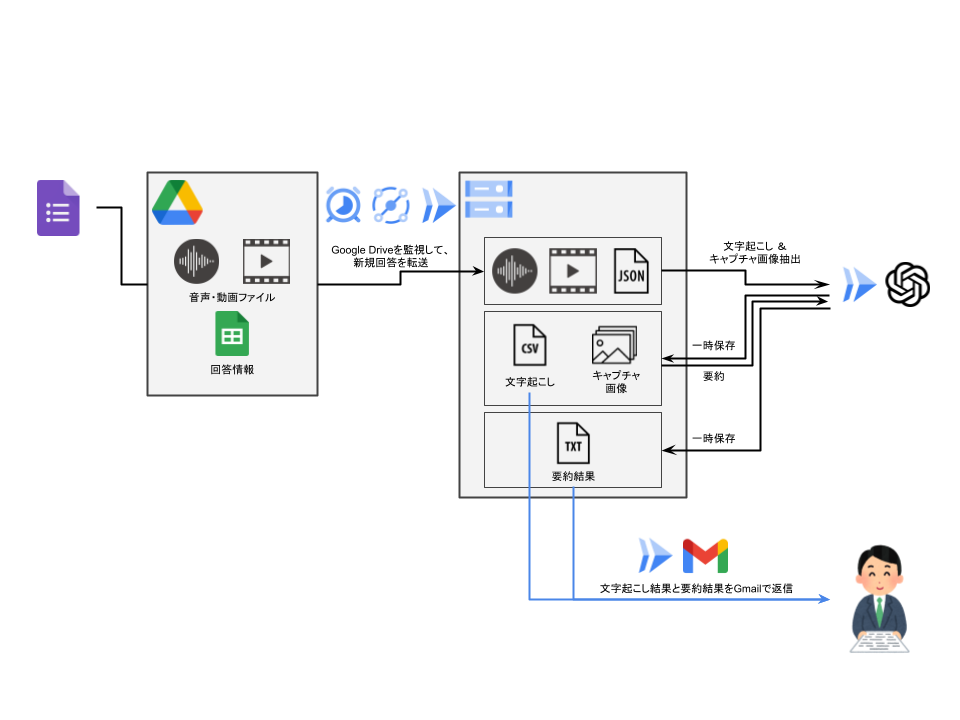 Google Driveを監視して、
新規回答を転送
音声・動画ファイル
回答情報
JSON
文字起こし ＆
キャプチャ画像抽出
CSV
文字起こし
キャプチャ
画像
一時保存
要約
一時保存
TXT
要約結果
文字起こし結果と要約結果をGmailで返信